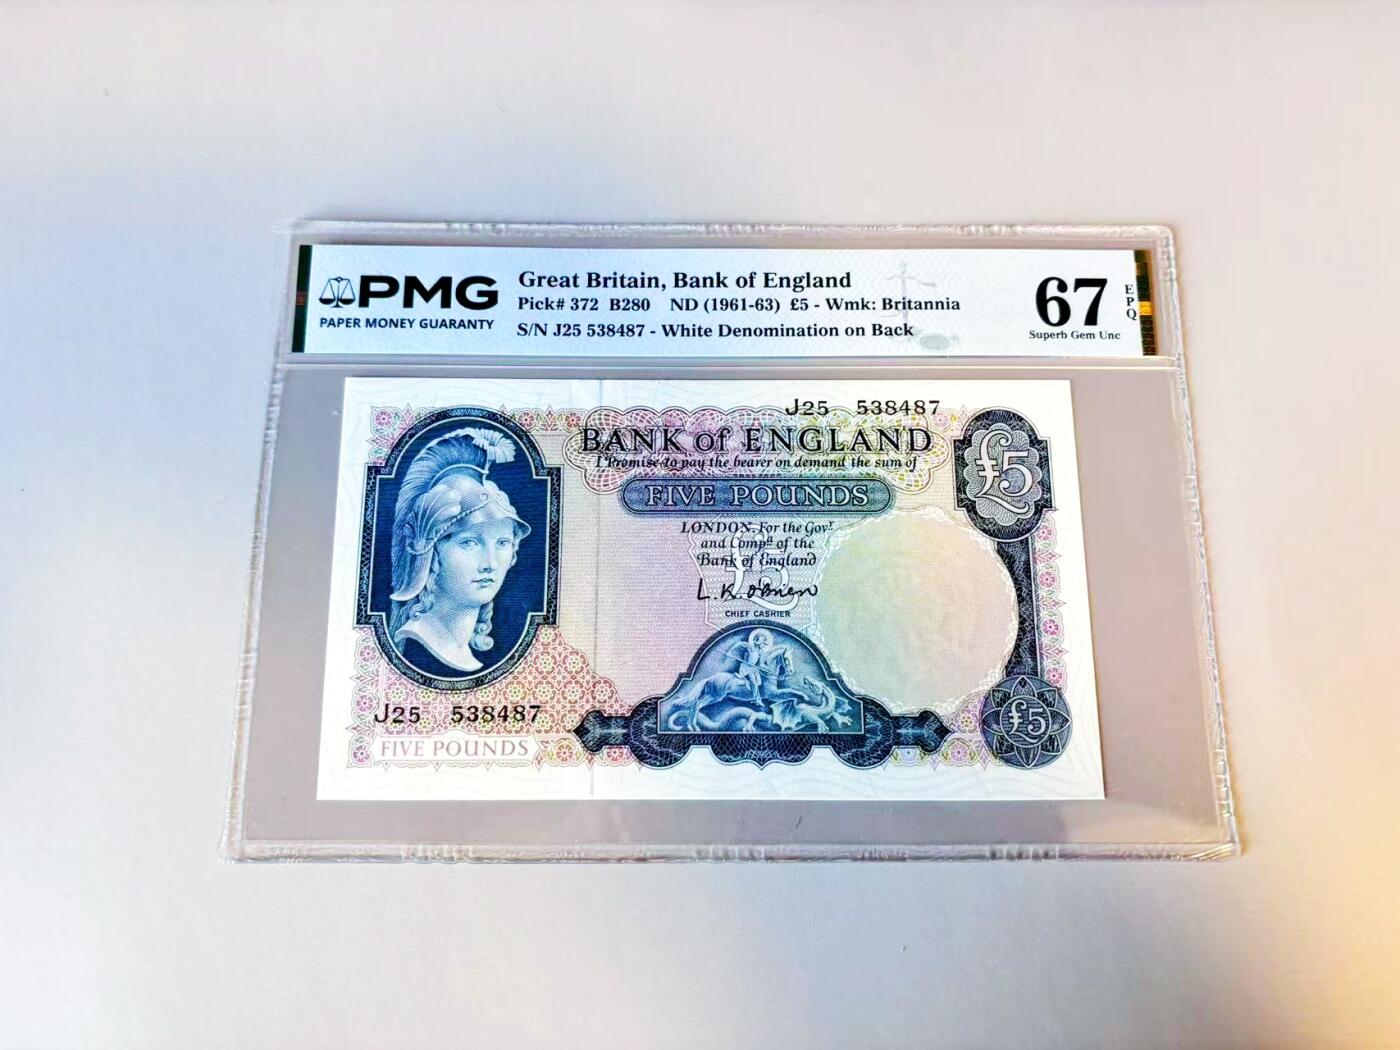 PMG
PAPER MONEY GUARANTY
Great Britain, Bank of England
Pick# 372 B280 ND (1961-63) £5 - Wmk: Britannia
S/N J25 538487 - White Denomination on Back
67
EPQ
Superb Gem Unc
J25 538487
BANK of ENGLAND
I Promise to pay the bearer on demand the sum of
FIVE POUNDS
£5
LONDON, For the Govr
and Compa of the
Bank of England
£5
L.K. O'Brien
CHIEF CASHIER
J25 538487
FIVE POUNDS
£5